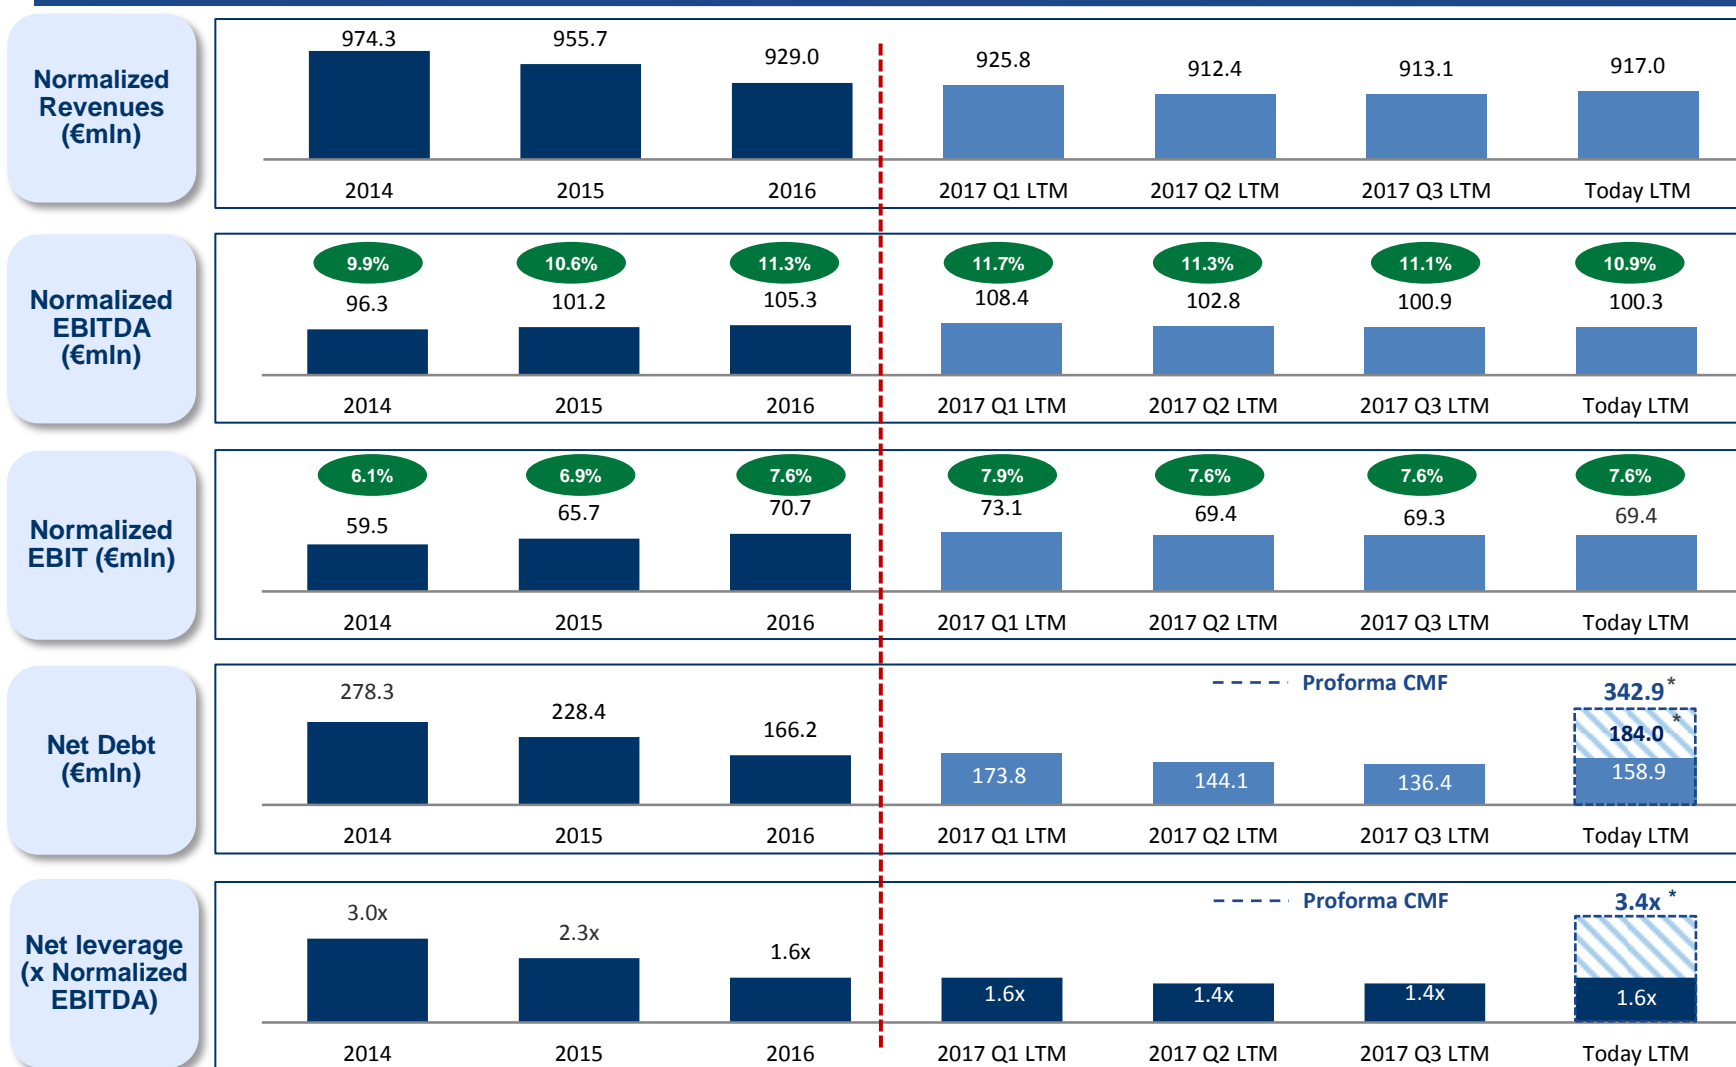 Normalized
Revenues
(€mln)
974.3
955.7
929.0
925.8
912.4
913.1
917.0
2014
2015
2016
2017 Q1 LTM
2017 Q2 LTM
2017 Q3 LTM
Today LTM
Normalized
EBITDA
(€mln)
9.9%
10.6%
11.3%
11.7%
11.3%
11.1%
10.9%
96.3
101.2
105.3
108.4
102.8
100.9
100.3
2014
2015
2016
2017 Q1 LTM
2017 Q2 LTM
2017 Q3 LTM
Today LTM
Normalized
EBIT (€mln)
6.1%
6.9%
7.6%
7.9%
7.6%
7.6%
7.6%
59.5
65.7
70.7
73.1
69.4
69.3
69.4
2014
2015
2016
2017 Q1 LTM
2017 Q2 LTM
2017 Q3 LTM
Today LTM
Net Debt
(€mln)
Proforma CMF
278.3
228.4
166.2
173.8
144.1
136.4
342.9*
184.0*
158.9
2014
2015
2016
2017 Q1 LTM
2017 Q2 LTM
2017 Q3 LTM
Today LTM
Net leverage
(x Normalized
EBITDA)
Proforma CMF
3.0x
2.3x
1.6x
1.6x
1.4x
1.4x
3.4x *
1.6x
2014
2015
2016
2017 Q1 LTM
2017 Q2 LTM
2017 Q3 LTM
Today LTM